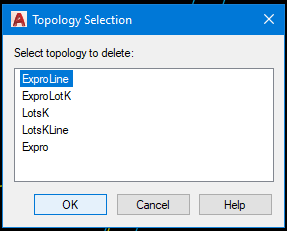 Topology Selection
Select topology to delete:
ExproLine
ExproLotK
LotsK
LotsKLine
Expro
OK Cancel Help